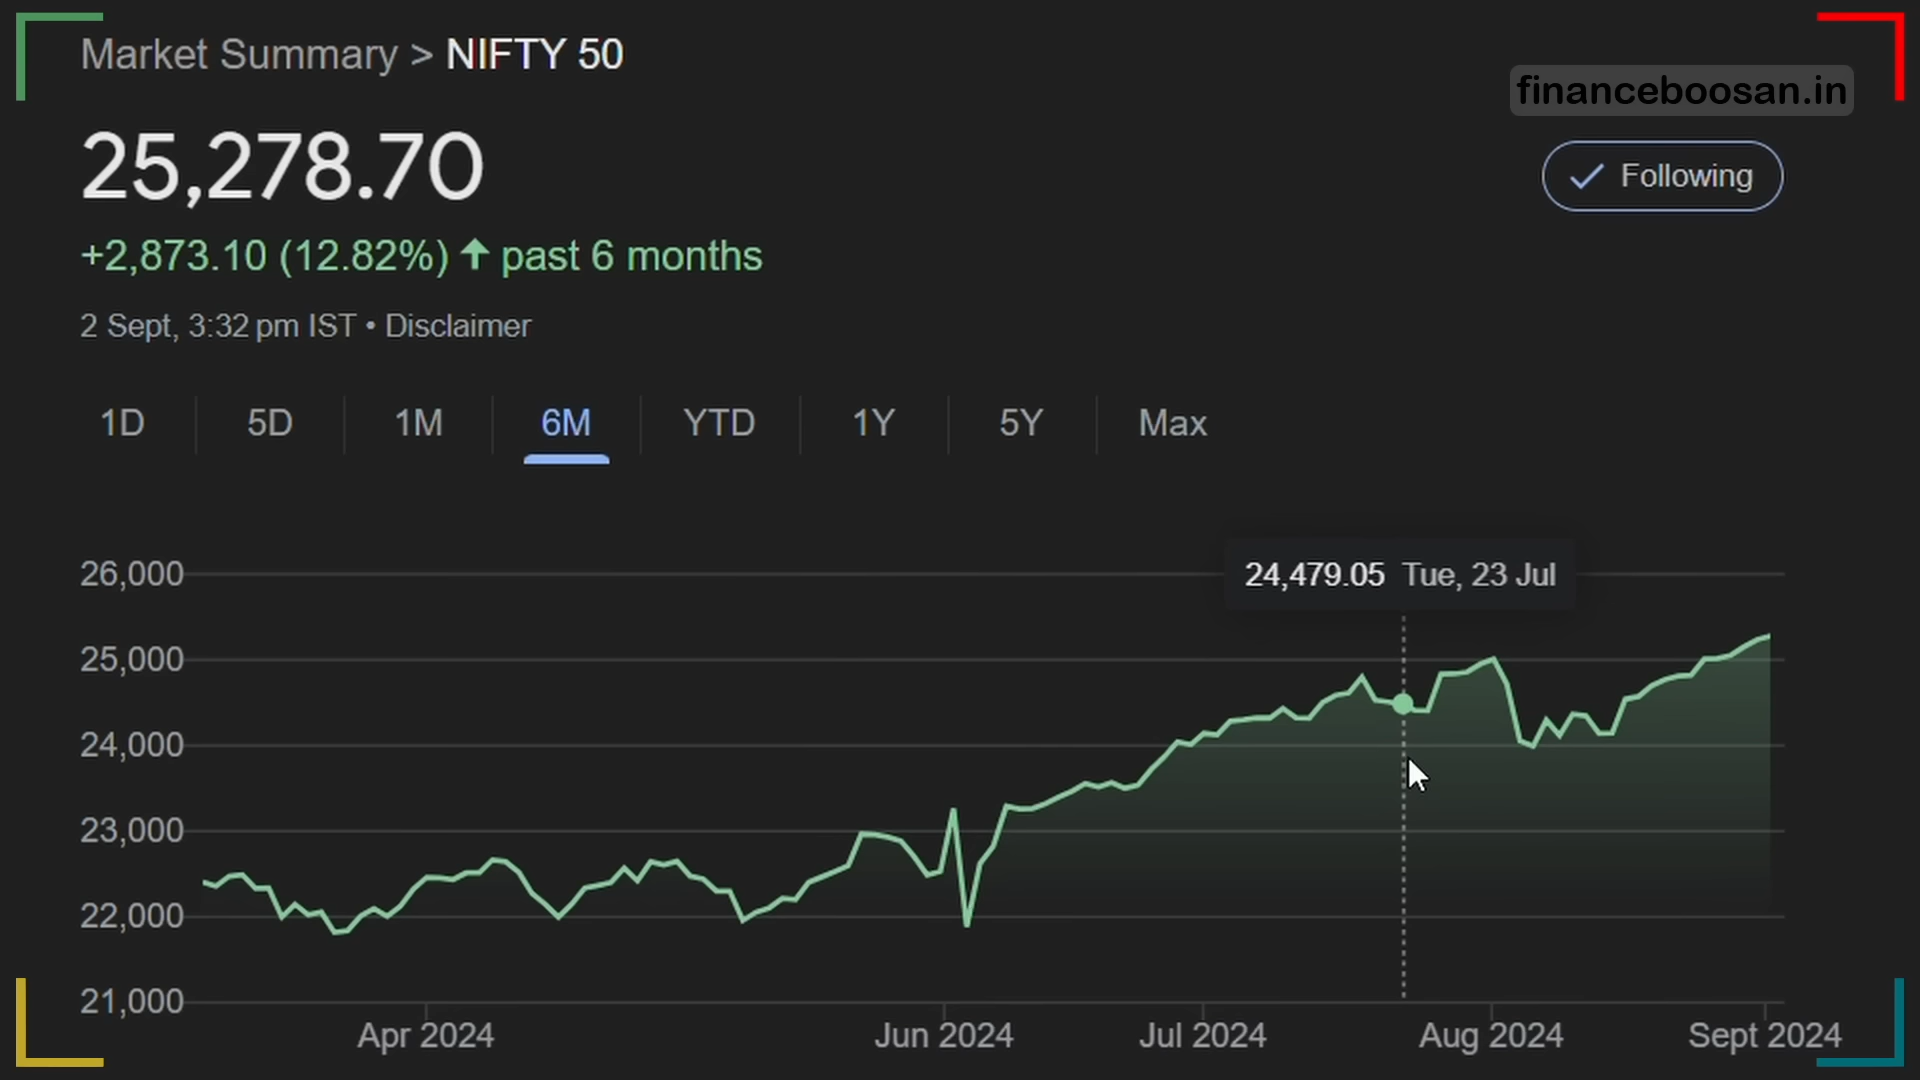 Market Summary > NIFTY 50
financeboosan.in
25,278.70
Following
+2,873.10 (12.82%) ↑ past 6 months
2 Sept, 3:32 pm IST • Disclaimer
1D 5D 1M 6M YTD 1Y 5Y Max
24,479.05 Tue, 23 Jul
26,000
25,000
24,000
23,000
22,000
21,000
Apr 2024 Jun 2024 Jul 2024 Aug 2024 Sept 2024